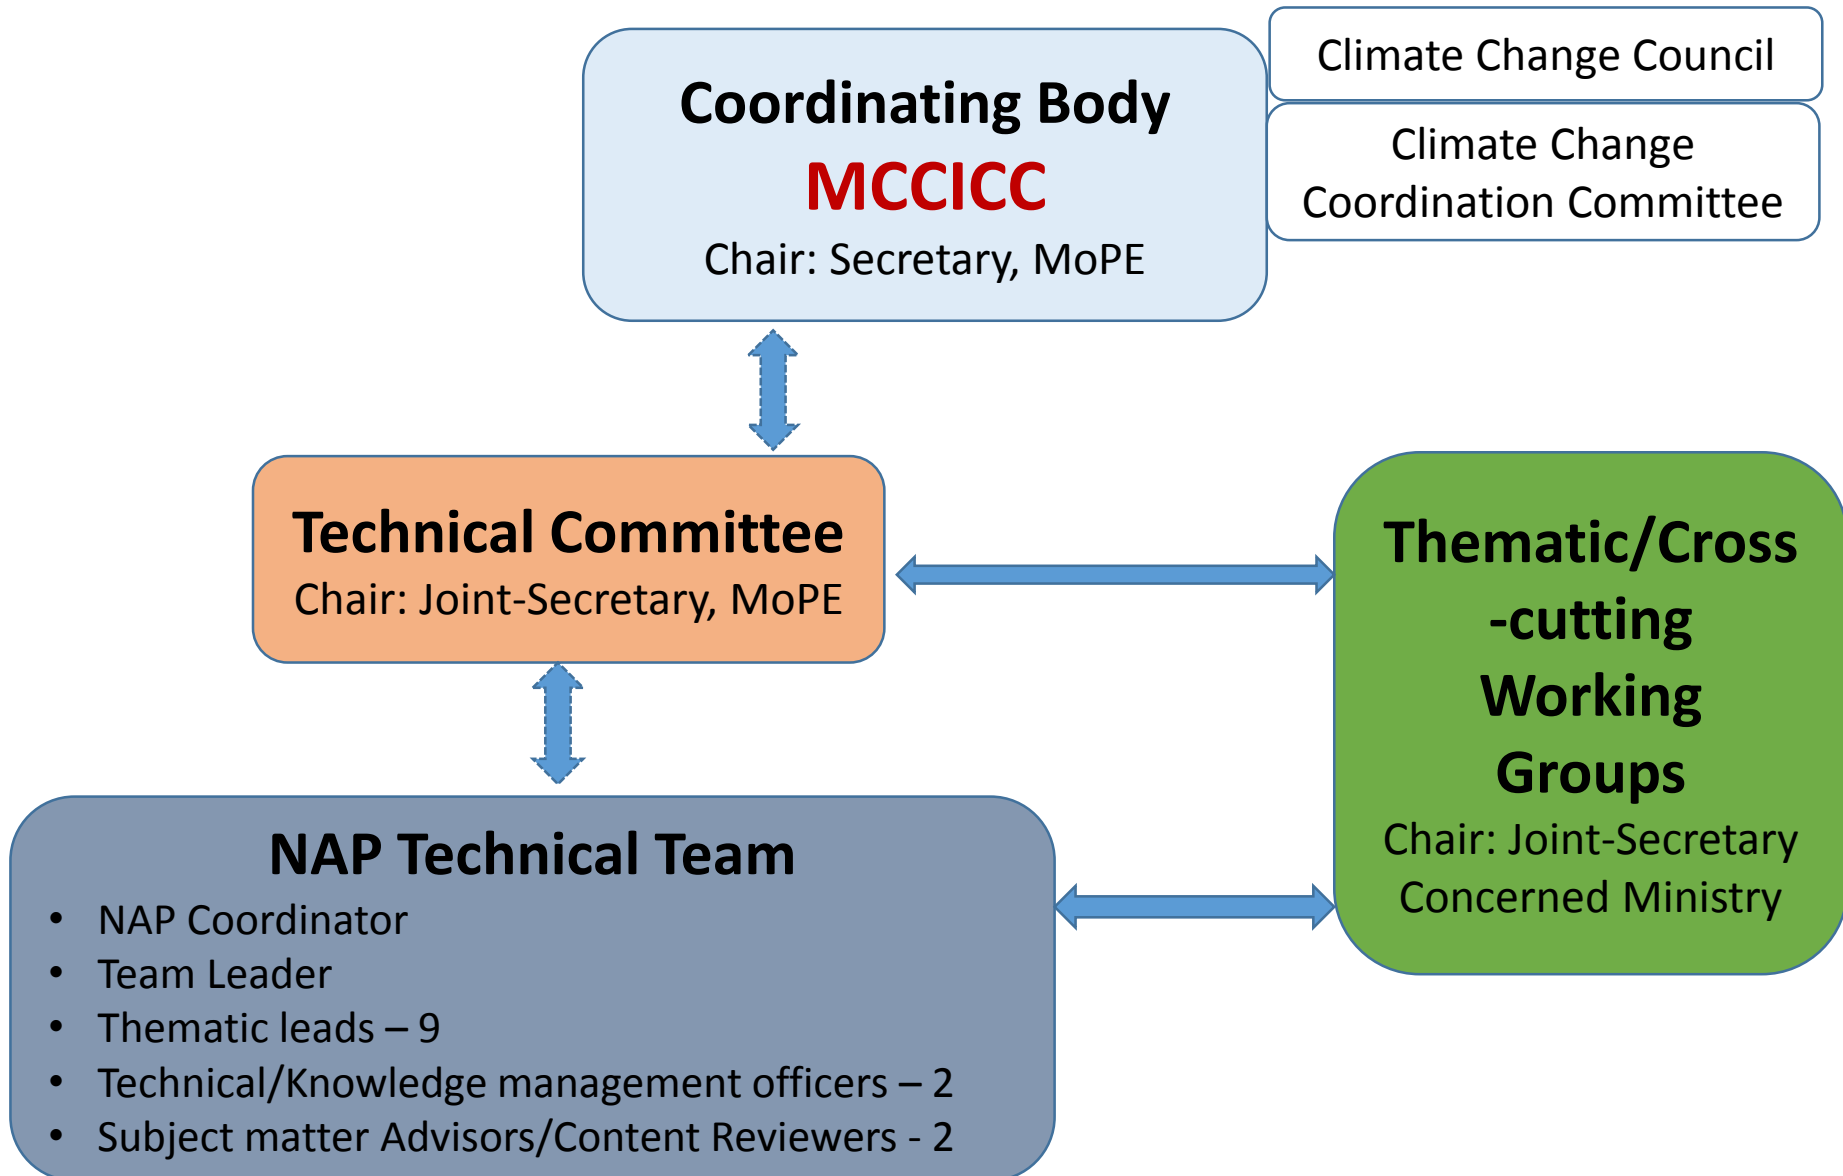 Coordinating Body
MCCICC
Chair: Secretary, MoPE
Climate Change Council
Climate Change
Coordination Committee
Technical Committee
Chair: Joint-Secretary, MoPE
Thematic/Cross
-cutting
Working
Groups
Chair: Joint-Secretary
Concerned Ministry
NAP Technical Team
• NAP Coordinator
• Team Leader
• Thematic leads – 9
• Technical/Knowledge management officers – 2
• Subject matter Advisors/Content Reviewers - 2